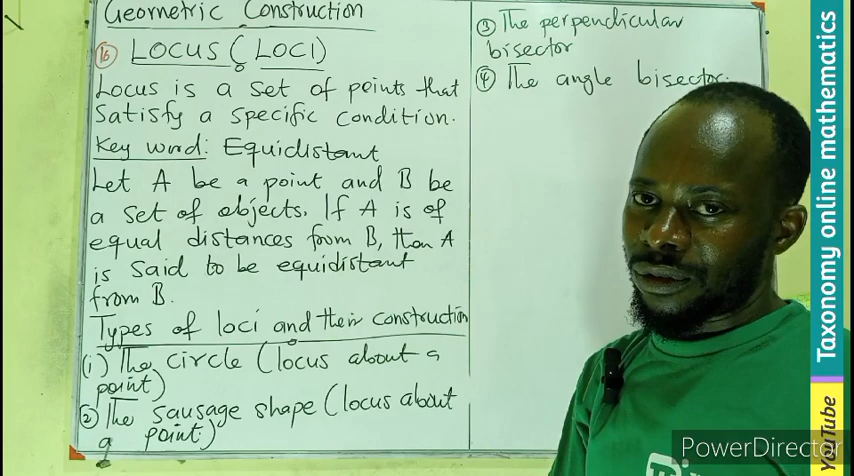 Geometric Construction
16 LOCUS (LOCI)
Locus is a set of points that
satisfy a specific condition.
Key word: Equidistant
Let A be a point and B be
a set of objects. If A is of
equal distances from B, then A
is said to be equidistant
from B.
Types of loci and their construction
(1) The circle (locus about a
point)
(2) The sausage shape (locus about
a point)
(3) The perpendicular
bisector
(4) The angle bisector.
Taxonomy online mathematics
YouTube
PowerDirector